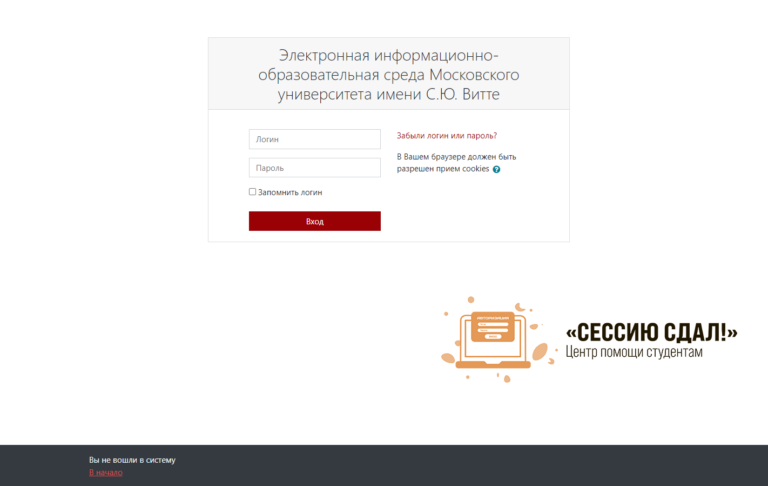 Электронная информационно-
образовательная среда Московского
университета имени С.Ю. Витте
Логин
Забыли логин или пароль?
Пароль
В Вашем браузере должен быть
разрешен прием cookies ?
Запомнить логин
Вход
АВТОРИЗАЦИЯ
«СЕССИЮ СДАЛ!»
Центр помощи студентам
Вы не вошли в систему
В начало